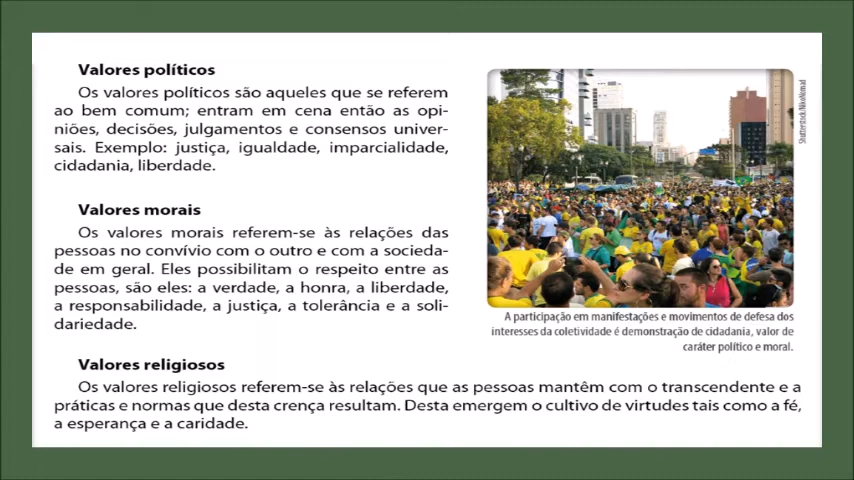 Valores políticos
Os valores políticos são aqueles que se referem
ao bem comum; entram em cena então as opi-
niões, decisões, julgamentos e consensos univer-
sais. Exemplo: justiça, igualdade, imparcialidade,
cidadania, liberdade.
Valores morais
Os valores morais referem-se às relações das
pessoas no convívio com o outro e com a socieda-
de em geral. Eles possibilitam o respeito entre as
pessoas, são eles: a verdade, a honra, a liberdade,
a responsabilidade, a justiça, a tolerância e a soli-
dariedade.
Shutterstock/NikoNomad
A participação em manifestações e movimentos de defesa dos
interesses da coletividade é demonstração de cidadania, valor de
caráter político e moral.
Valores religiosos
Os valores religiosos referem-se às relações que as pessoas mantêm com o transcendente e a
práticas e normas que desta crença resultam. Desta emergem o cultivo de virtudes tais como a fé,
a esperança e a caridade.